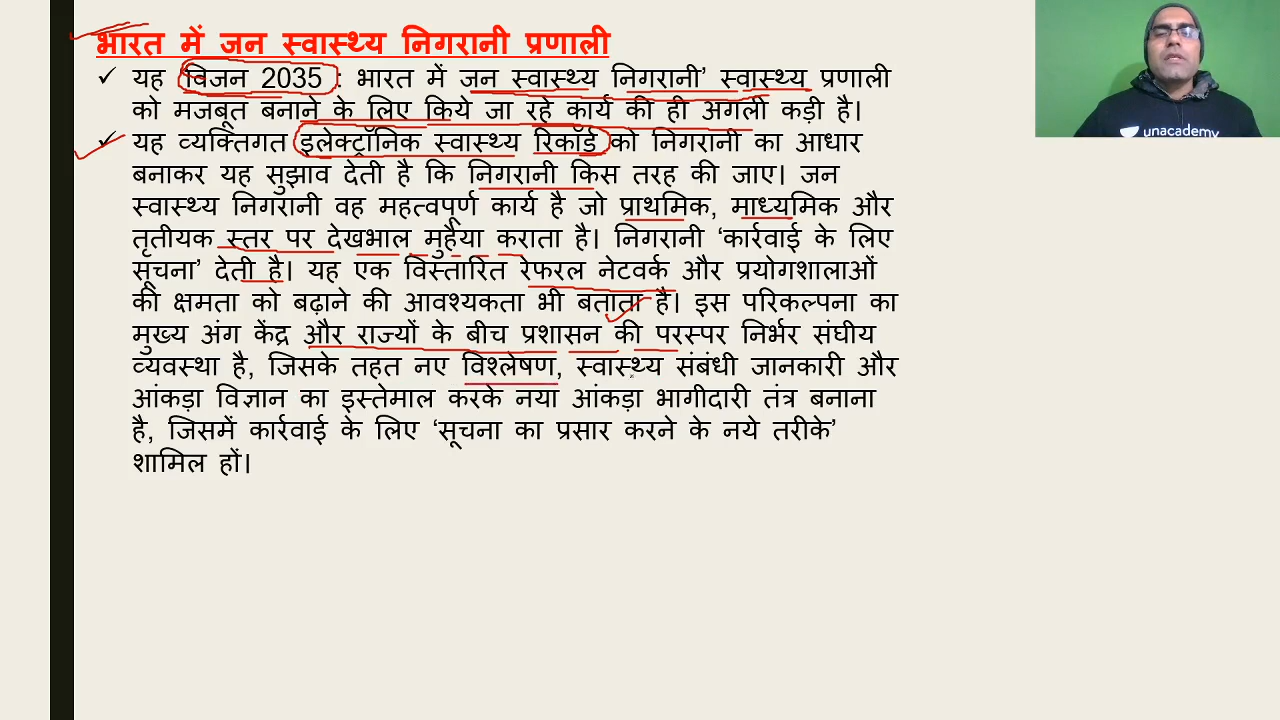 भारत में जन स्वास्थ्य निगरानी प्रणाली
✓ यह विजन 2035 : भारत में जन स्वास्थ्य निगरानी’ स्वास्थ्य प्रणाली
को मजबूत बनाने के लिए किये जा रहे कार्य की ही अगली कड़ी है।
✓ यह व्यक्तिगत इलेक्ट्रॉनिक स्वास्थ्य रिकॉर्ड को निगरानी का आधार
बनाकर यह सुझाव देती है कि निगरानी किस तरह की जाए। जन
स्वास्थ्य निगरानी वह महत्वपूर्ण कार्य है जो प्राथमिक, माध्यमिक और
तृतीयक स्तर पर देखभाल मुहैया कराता है। निगरानी ‘कार्रवाई के लिए
सूचना’ देती है। यह एक विस्तारित रेफरल नेटवर्क और प्रयोगशालाओं
की क्षमता को बढ़ाने की आवश्यकता भी बताता है। इस परिकल्पना का
मुख्य अंग केंद्र और राज्यों के बीच प्रशासन की परस्पर निर्भर संघीय
व्यवस्था है, जिसके तहत नए विश्लेषण, स्वास्थ्य संबंधी जानकारी और
आंकड़ा विज्ञान का इस्तेमाल करके नया आंकड़ा भागीदारी तंत्र बनाना
है, जिसमें कार्रवाई के लिए ‘सूचना का प्रसार करने के नये तरीके’
शामिल हों।
unacademy